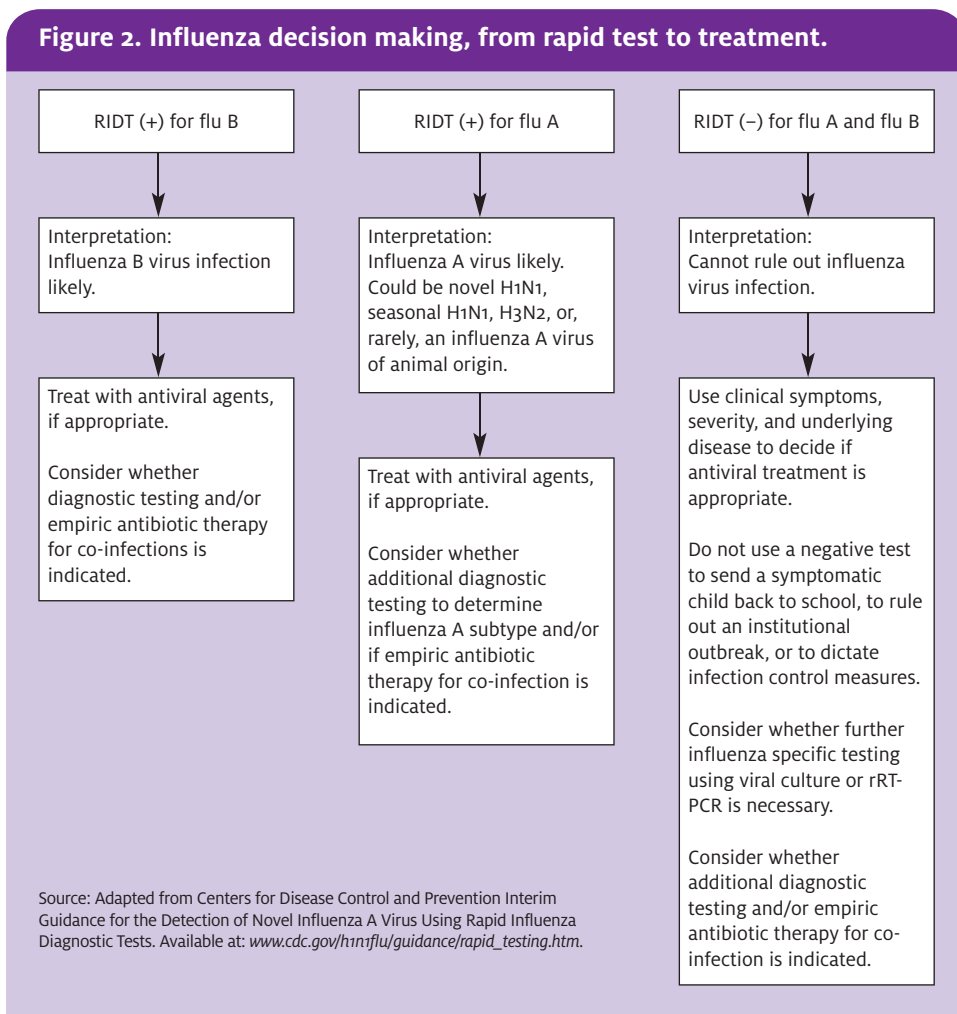 Figure 2. Influenza decision making, from rapid test to treatment.
RIDT (+) for flu B
Interpretation:
Influenza B virus infection
likely.
Treat with antiviral agents,
if appropriate.
Consider whether
diagnostic testing and/or
empiric antibiotic therapy
for co-infections is
indicated.
RIDT (+) for flu A
Interpretation:
Influenza A virus likely.
Could be novel H1N1,
seasonal H1N1, H3N2, or,
rarely, an influenza A virus
of animal origin.
Treat with antiviral agents,
if appropriate.
Consider whether
additional diagnostic
testing to determine
influenza A subtype and/or
if empiric antibiotic
therapy for co-infection is
indicated.
RIDT (–) for flu A and flu B
Interpretation:
Cannot rule out influenza
virus infection.
Use clinical symptoms,
severity, and underlying
disease to decide if
antiviral treatment is
appropriate.
Do not use a negative test
to send a symptomatic
child back to school, to rule
out an institutional
outbreak, or to dictate
infection control measures.
Consider whether further
influenza specific testing
using viral culture or rRT-
PCR is necessary.
Consider whether
additional diagnostic
testing and/or empiric
antibiotic therapy for co-
infection is indicated.
Source: Adapted from Centers for Disease Control and Prevention Interim
Guidance for the Detection of Novel Influenza A Virus Using Rapid Influenza
Diagnostic Tests. Available at: www.cdc.gov/h1n1flu/guidance/rapid_testing.htm.